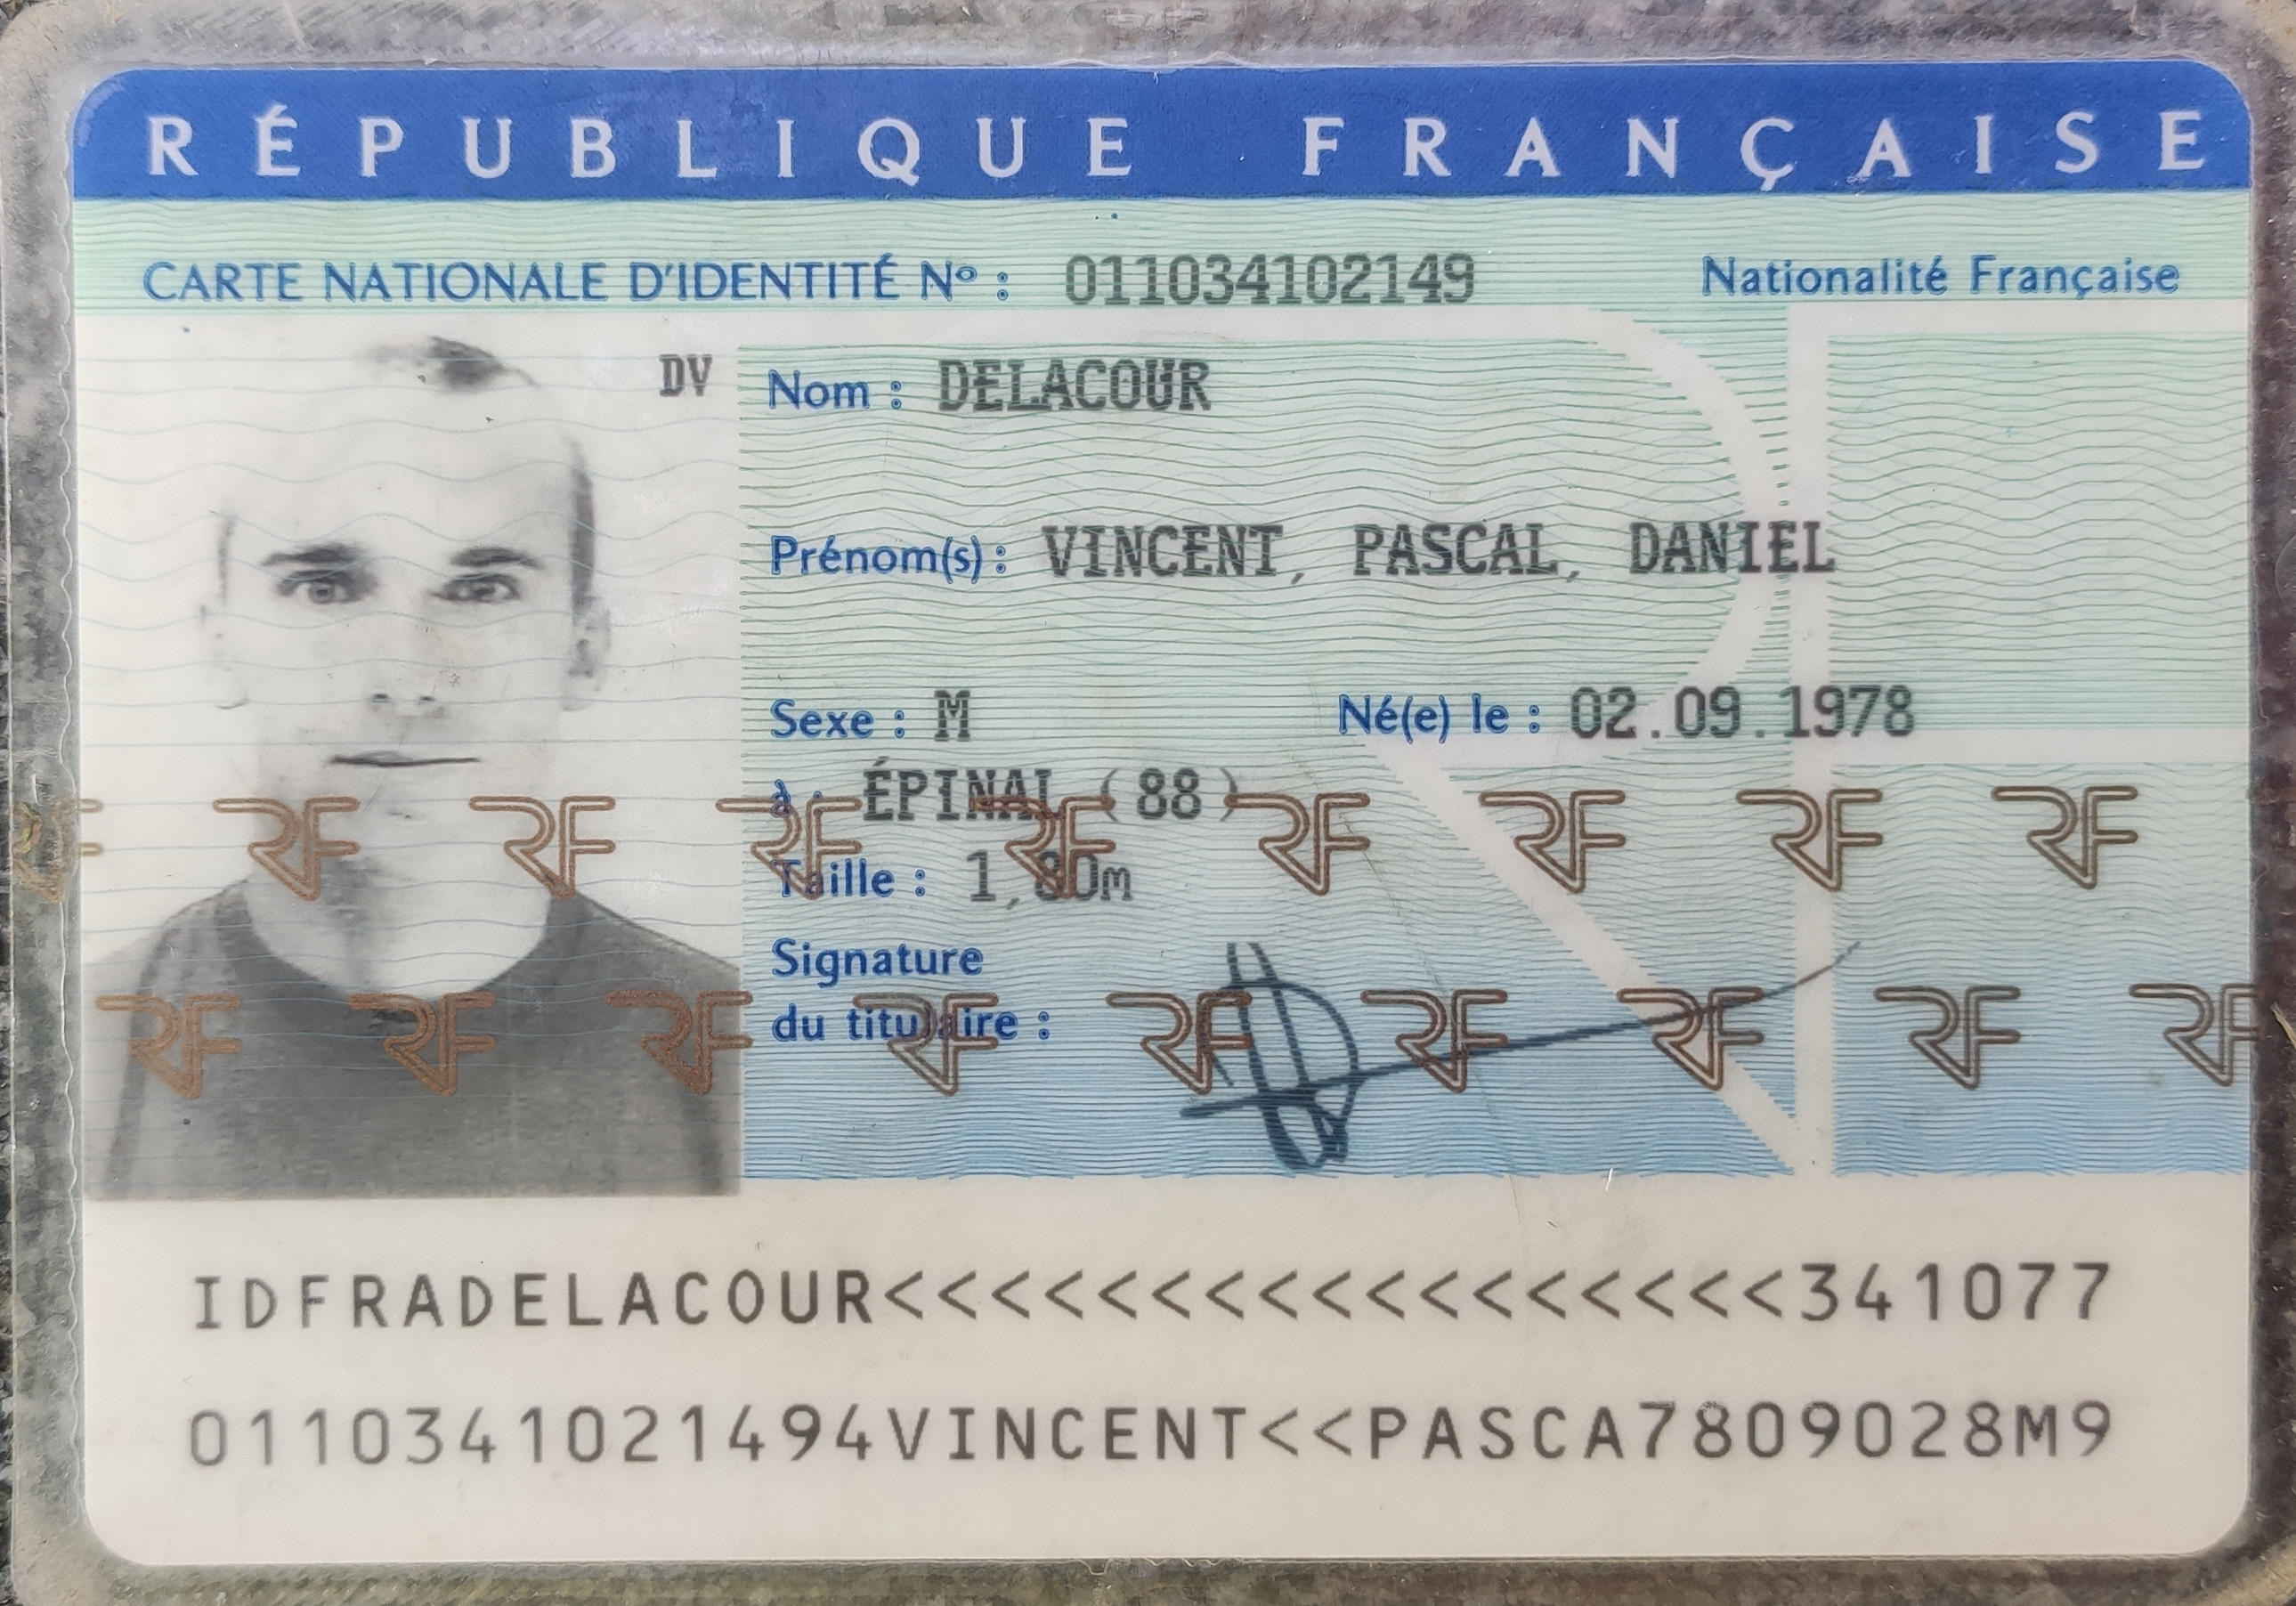 RÉPUBLIQUE FRANÇAISE
CARTE NATIONALE D'IDENTITÉ Nº : 011034102149 Nationalité Française
DV
Nom : DELACOUR
Prénom(s) : VINCENT, PASCAL, DANIEL
Sexe : M Né(e) le : 02.09.1978
à : ÉPINAL (88)
Taille : 1,80m
Signature
du titulaire :
RF RF RF RF RF RF RF RF RF
RF RF RF RF RF RF RF RF RF
IDFRADELACOUR<<<<<<<<<<<<<<<<<341077
0110341021494VINCENT<<PASCA7809028M9